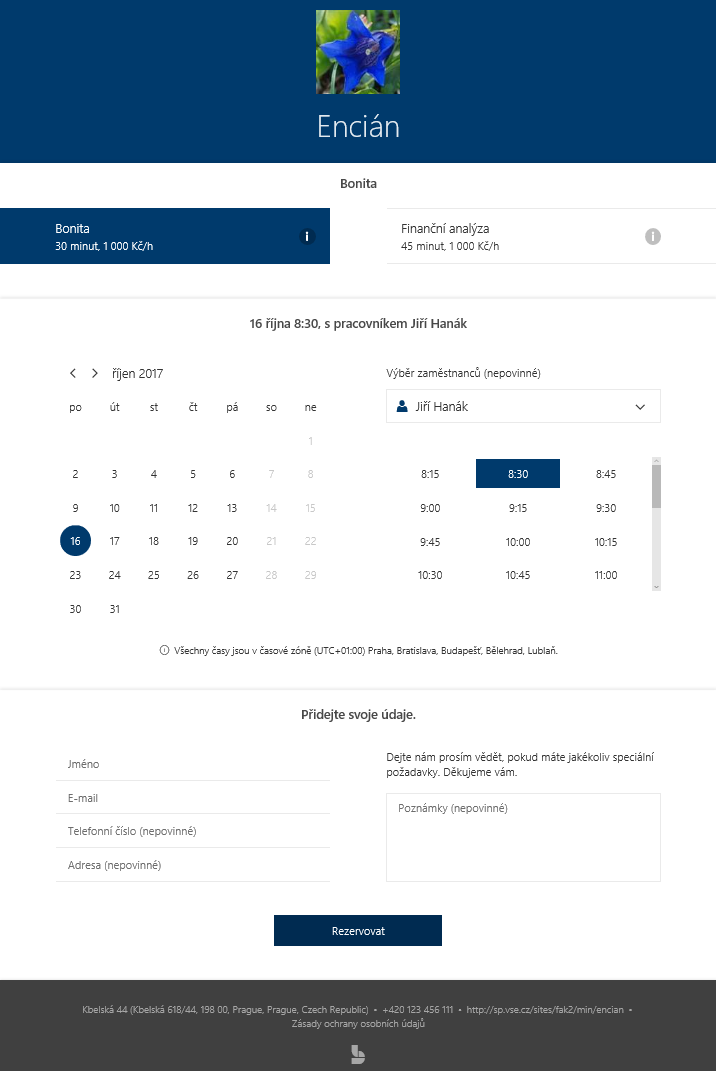 Encián
Bonita
Bonita
30 minut, 1 000 Kč/h
Finanční analýza
45 minut, 1 000 Kč/h
16 října 8:30, s pracovníkem Jiří Hanák
říjen 2017
po út st čt pá so ne
1
2 3 4 5 6 7 8
9 10 11 12 13 14 15
16 17 18 19 20 21 22
23 24 25 26 27 28 29
30 31
Výběr zaměstnanců (nepovinné)
Jiří Hanák
8:15 8:30 8:45
9:00 9:15 9:30
9:45 10:00 10:15
10:30 10:45 11:00
Všechny časy jsou v časové zóně (UTC+01:00) Praha, Bratislava, Budapešť, Bělehrad, Lublaň.
Přidejte svoje údaje.
Jméno
E-mail
Telefonní číslo (nepovinné)
Adresa (nepovinné)
Dejte nám prosím vědět, pokud máte jakékoliv speciální
požadavky. Děkujeme vám.
Poznámky (nepovinné)
Rezervovat
Kbelská 44 (Kbelská 618/44, 198 00, Prague, Prague, Czech Republic) • +420 123 456 111 • http://sp.vse.cz/sites/fak2/min/encian •
Zásady ochrany osobních údajů